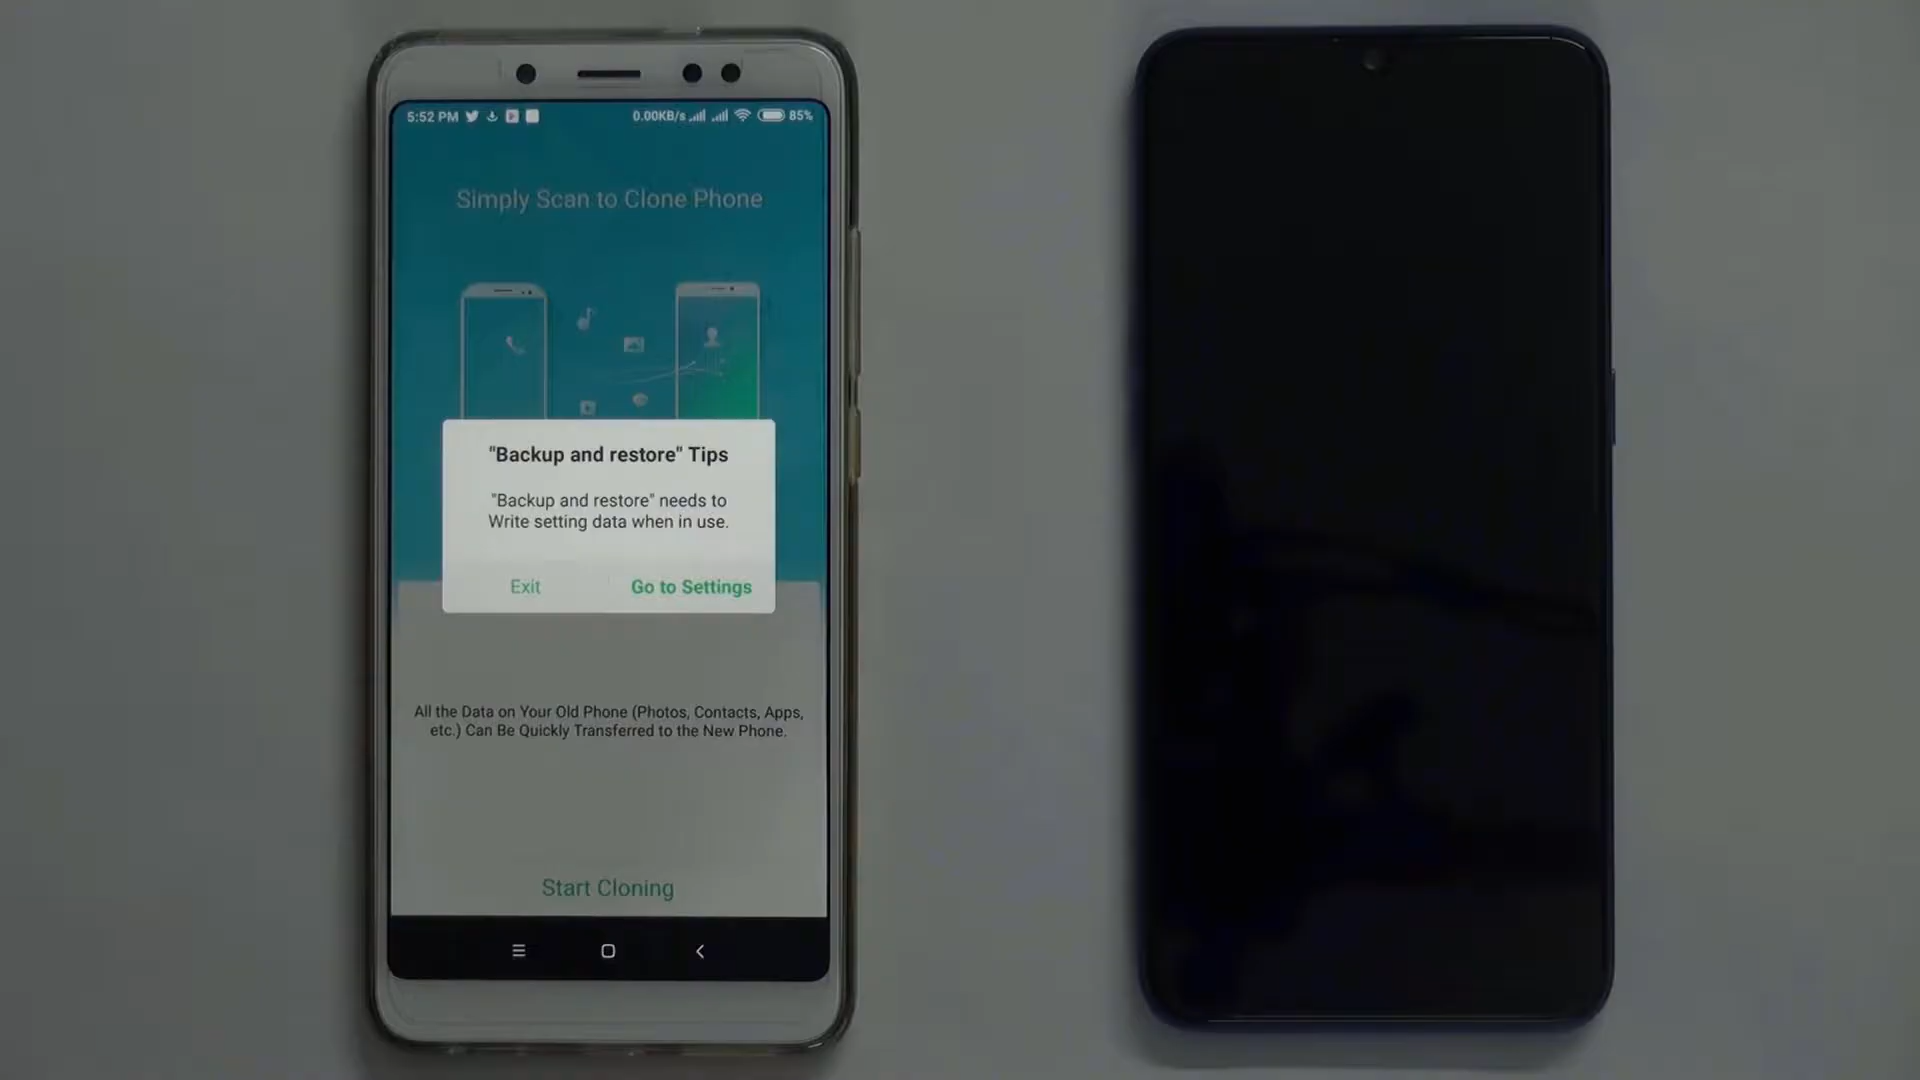 5:52 PM 0.00KB/s 85%
Simply Scan to Clone Phone
"Backup and restore" Tips
"Backup and restore" needs to
Write setting data when in use.
Exit Go to Settings
All the Data on Your Old Phone (Photos, Contacts, Apps,
etc.) Can Be Quickly Transferred to the New Phone.
Start Cloning